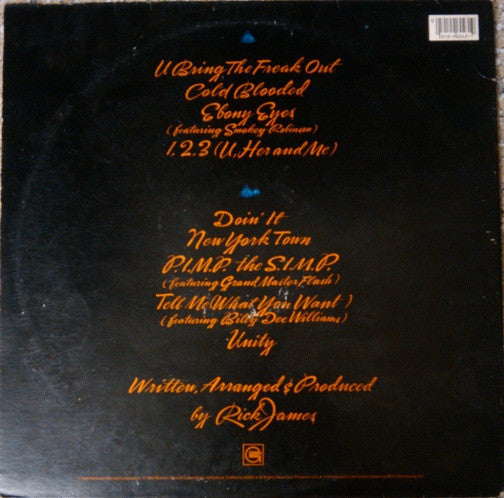 U Bring The Freak Out
Cold Blooded
Ebony Eyes
(featuring Smokey Robinson)
1,2,3 (U, Her and Me)
Doin' It
New York Town
P.I.M.P. the S.I.M.P.
(featuring Grand Master Flash)
Tell Me (What You Want)
(featuring Billy Dee Williams)
Unity
Written, Arranged & Produced
by Rick James